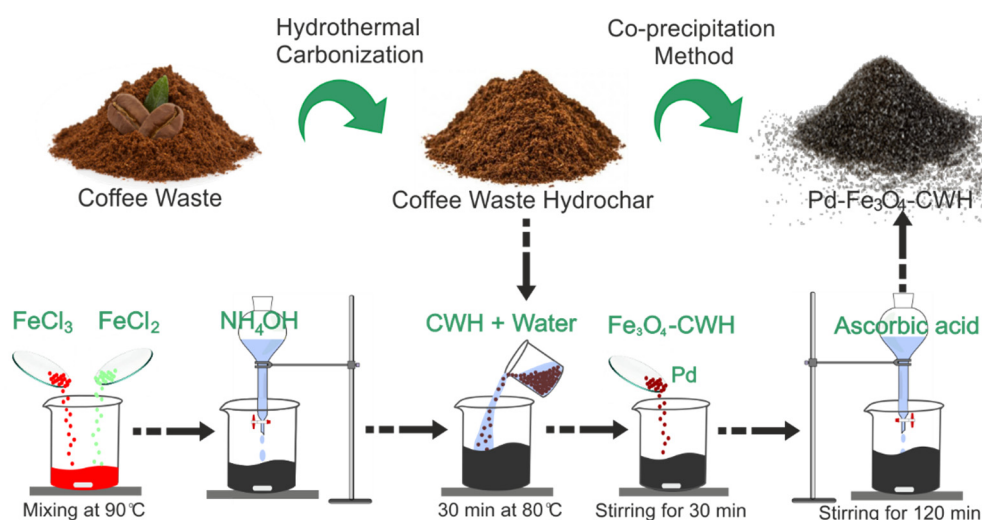 Hydrothermal
Carbonization
Co-precipitation
Method
Coffee Waste
Coffee Waste Hydrochar
Pd-Fe₃O₄-CWH
FeCl₃
FeCl₂
NH₄OH
CWH + Water
Fe₃O₄-CWH
Pd
Ascorbic acid
Mixing at 90℃
30 min at 80℃
Stirring for 30 min
Stirring for 120 min